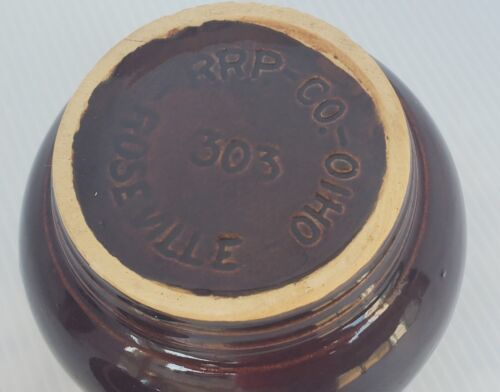 RRP-CO.-
ROSEVILLE OHIO
303